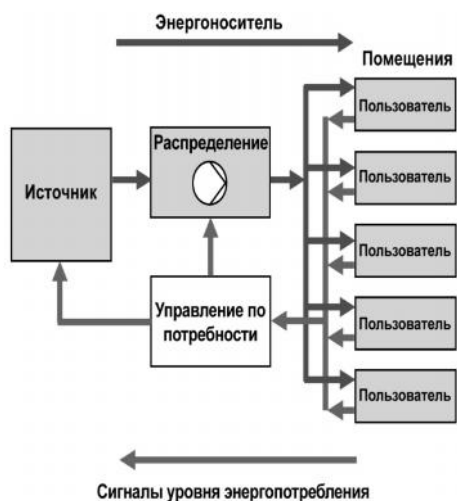 Энергоноситель
Помещения
Пользователь
Распределение
Пользователь
Источник
Пользователь
Управление по
потребности
Пользователь
Пользователь
Сигналы уровня энергопотребления